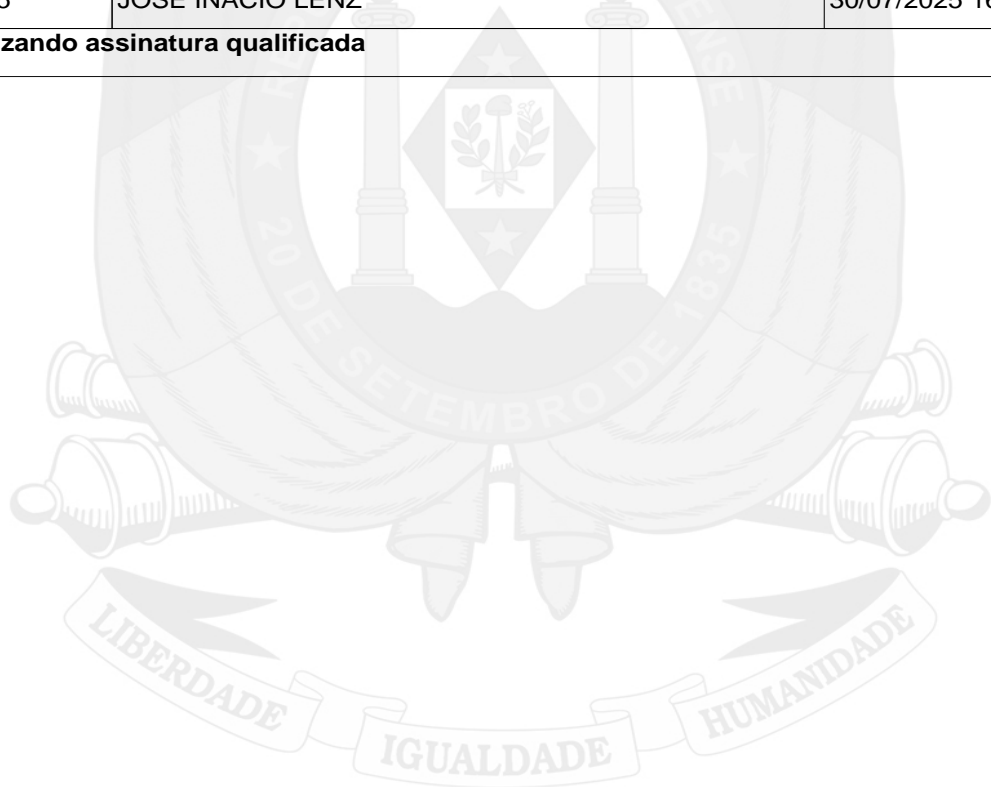 JOSE INACIO LENZ
30/07/2025
zando assinatura qualificada
20 DE SETEMBRO DE 1835
LIBERDADE
IGUALDADE
HUMANIDADE